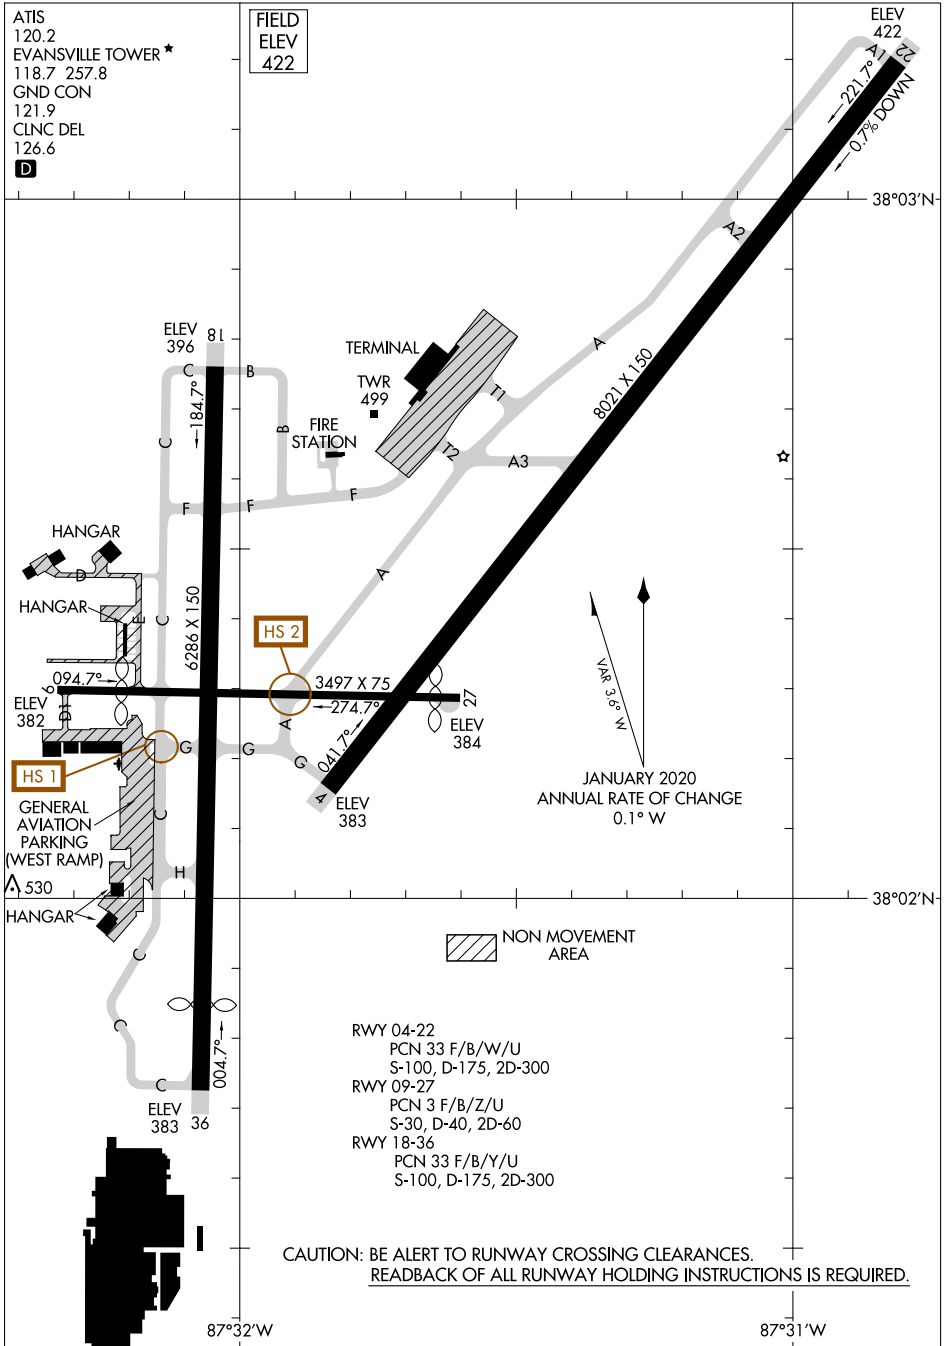 ATIS
120.2
EVANSVILLE TOWER
118.7 257.8
GND CON
121.9
CLNC DEL
126.6
D
FIELD
ELEV
422
ELEV
422
22
A1
221.7°
0.7% DOWN
38°03'N
A2
A
8021 X 150
ELEV
396
18
C
B
184.7°
C
B
TERMINAL
TWR
499
FIRE
STATION
T1
T2
A3
F
F
F
HANGAR
D
HANGAR
E
C
6286 X 150
A
HS 2
094.7°
9
3497 X 75
274.7°
27
ELEV
382
D1
ELEV
384
A
G
G
G
041.7°
4
ELEV
383
HS 1
VAR 3.6° W
JANUARY 2020
ANNUAL RATE OF CHANGE
0.1° W
GENERAL
AVIATION
PARKING
(WEST RAMP)
C
H
530
HANGAR
38°02'N
C
C
C
004.7°
ELEV
383
36
NON MOVEMENT
AREA
RWY 04-22
PCN 33 F/B/W/U
S-100, D-175, 2D-300
RWY 09-27
PCN 3 F/B/Z/U
S-30, D-40, 2D-60
RWY 18-36
PCN 33 F/B/Y/U
S-100, D-175, 2D-300
CAUTION: BE ALERT TO RUNWAY CROSSING CLEARANCES.
READBACK OF ALL RUNWAY HOLDING INSTRUCTIONS IS REQUIRED.
87°32'W
87°31'W